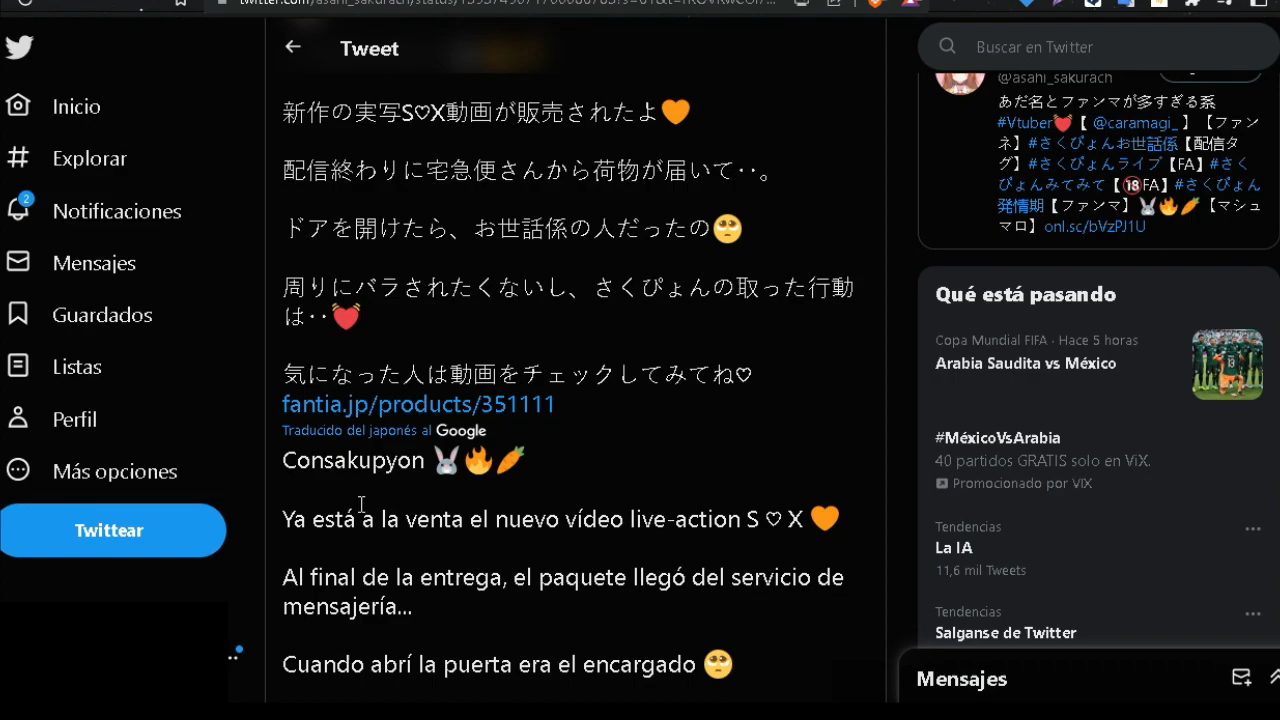 Tweet
新作の実写S♡X動画が販売されたよ🧡
配信終わりに宅急便さんから荷物が届いて‥。
ドアを開けたら、お世話係の人だったの🥺
周りにバラされたくないし、さくぴょんの取った行動
は‥💓
気になった人は動画をチェックしてみてね♡
fantia.jp/products/351111
Traducido del japonés al Google
Consakupyon 🐰🔥🥕
Ya está a la venta el nuevo vídeo live-action S ♡ X 🧡
Al final de la entrega, el paquete llegó del servicio de
mensajería...
Cuando abrí la puerta era el encargado 🥺
Inicio
Explorar
2
Notificaciones
Mensajes
Guardados
Listas
Perfil
Más opciones
Twittear
Buscar en Twitter
@asahi_sakurach
あだ名とファンマが多すぎる系
#Vtuber💓【 @caramagi_ 】【ファン
ネ】#さくぴょんお世話係【配信タ
グ】#さくぴょんライブ【FA】#さく
ぴょんみてみて【🔞FA】#さくぴょん
発情期【ファンマ】🐰🔥🥕【マシュ
マロ】onl.sc/bVzPJ1U
Qué está pasando
Copa Mundial FIFA · Hace 5 horas
Arabia Saudita vs México
#MéxicoVsArabia
40 partidos GRATIS solo en ViX.
Promocionado por VIX
Tendencias
La IA
11,6 mil Tweets
Tendencias
Salganse de Twitter
Mensajes